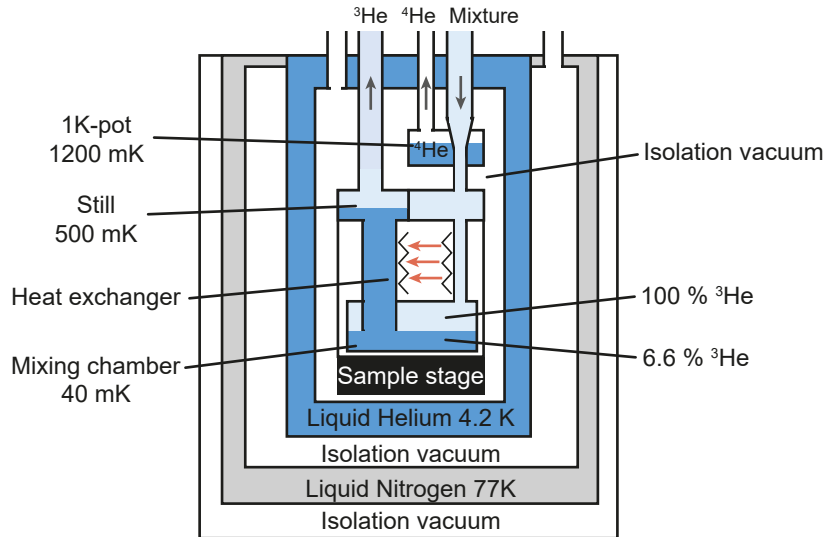 ³He ⁴He Mixture
1K-pot
1200 mK
⁴He
Isolation vacuum
Still
500 mK
Heat exchanger
100 % ³He
Mixing chamber
40 mK
6.6 % ³He
Sample stage
Liquid Helium 4.2 K
Isolation vacuum
Liquid Nitrogen 77K
Isolation vacuum